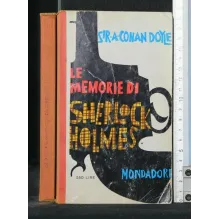 SIR A. CONAN DOYLE
LE
MEMORIE DI
SHERLOCK
HOLMES
MONDADORI